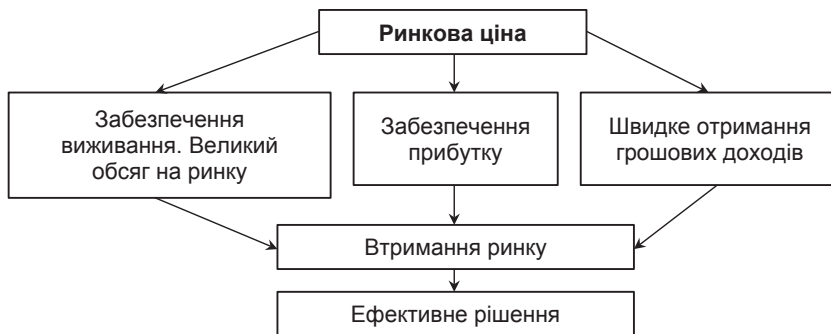 Ринкова ціна
Забезпечення
виживання. Великий
обсяг на ринку
Забезпечення
прибутку
Швидке отримання
грошових доходів
Втримання ринку
Ефективне рішення